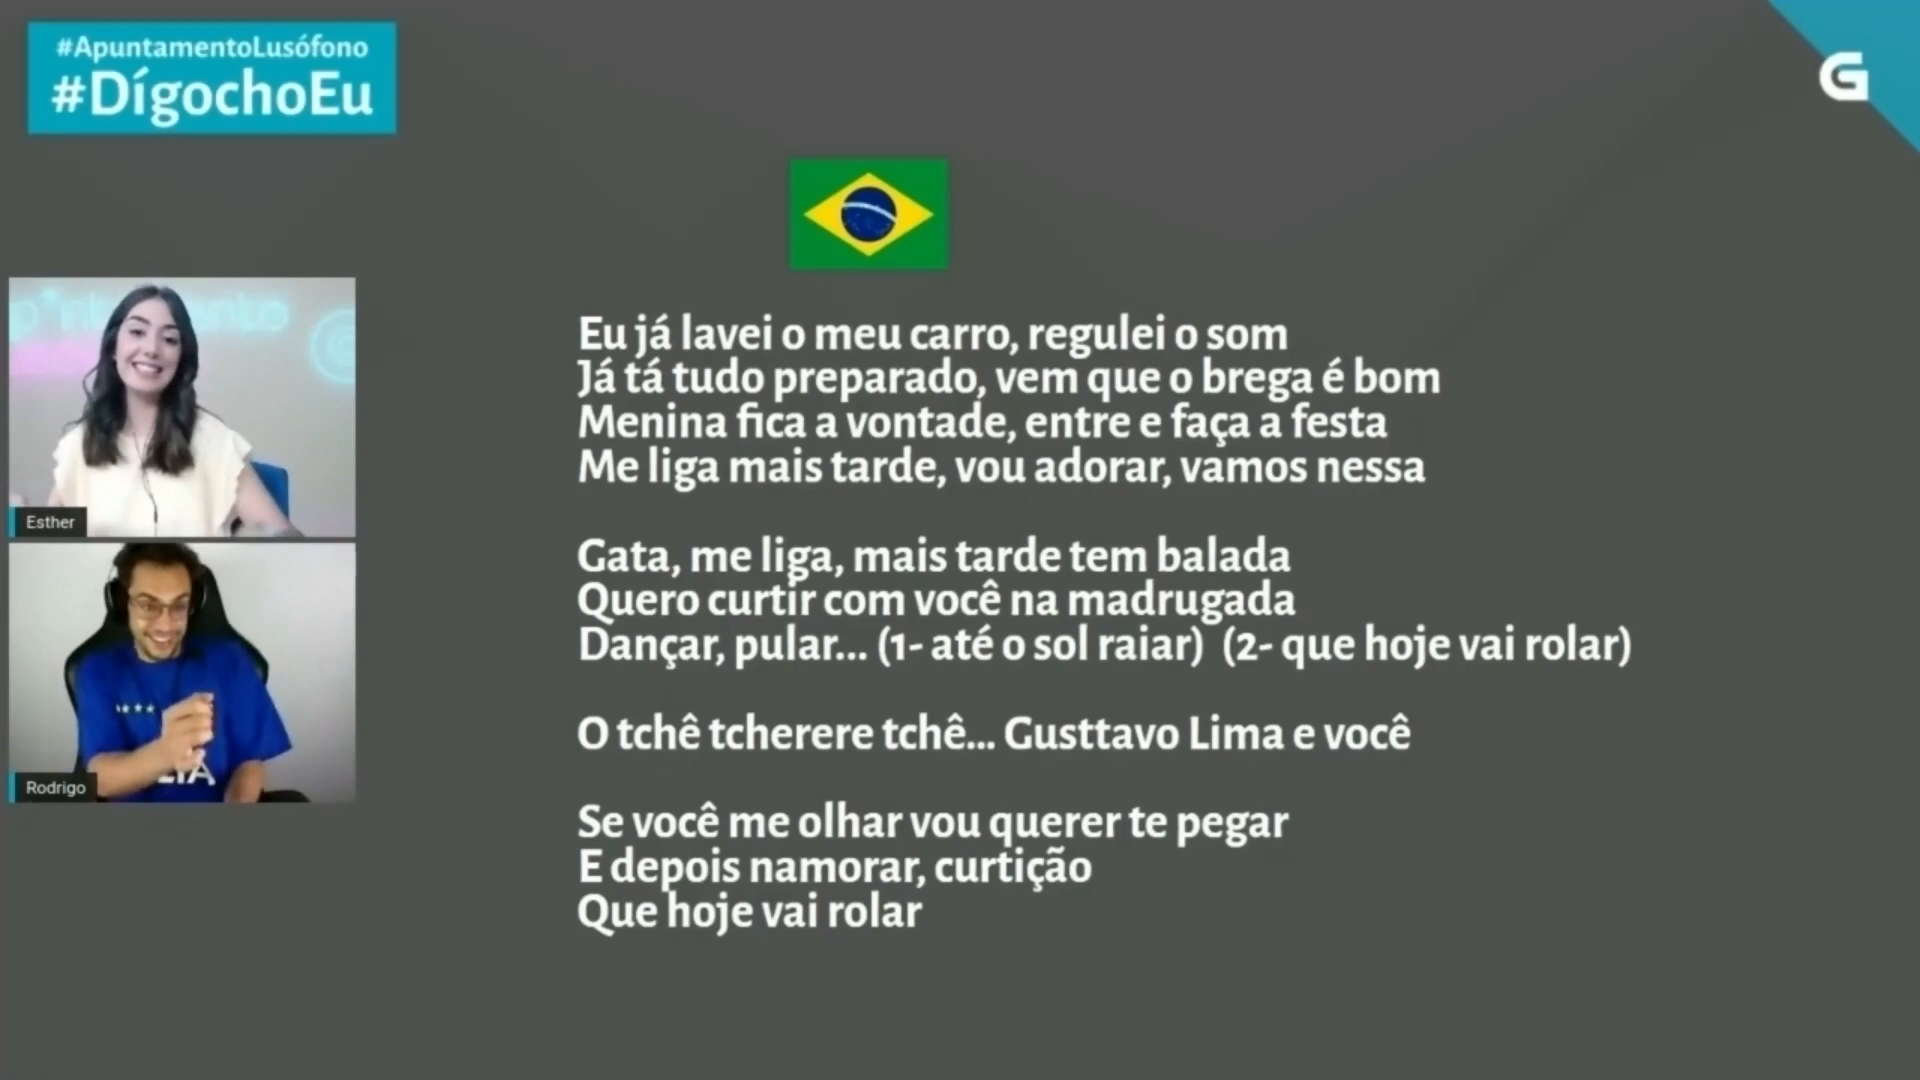 #ApuntamentoLusófono
#DígochoEu
G
Eu já lavei o meu carro, regulei o som
Já tá tudo preparado, vem que o brega é bom
Menina fica a vontade, entre e faça a festa
Me liga mais tarde, vou adorar, vamos nessa
Gata, me liga, mais tarde tem balada
Quero curtir com você na madrugada
Dançar, pular... (1- até o sol raiar) (2- que hoje vai rolar)
O tchê tcherere tchê... Gusttavo Lima e você
Se você me olhar vou querer te pegar
E depois namorar, curtição
Que hoje vai rolar
Esther
Rodrigo